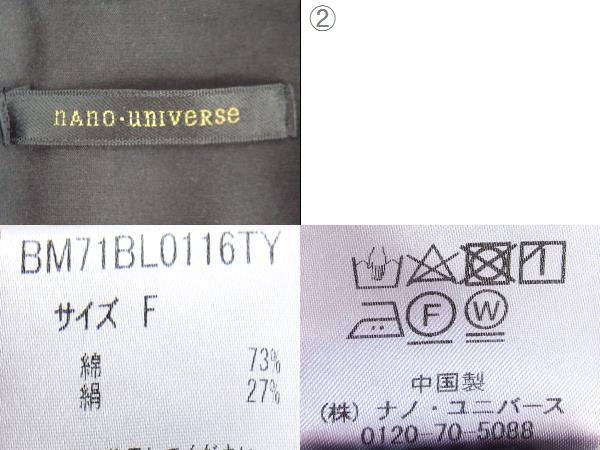 nano・universe
②
BM71BL0116TY
サイズ F
綿 73%
絹 27%
F W
中国製
(株) ナノ・ユニバース
0120-70-5088